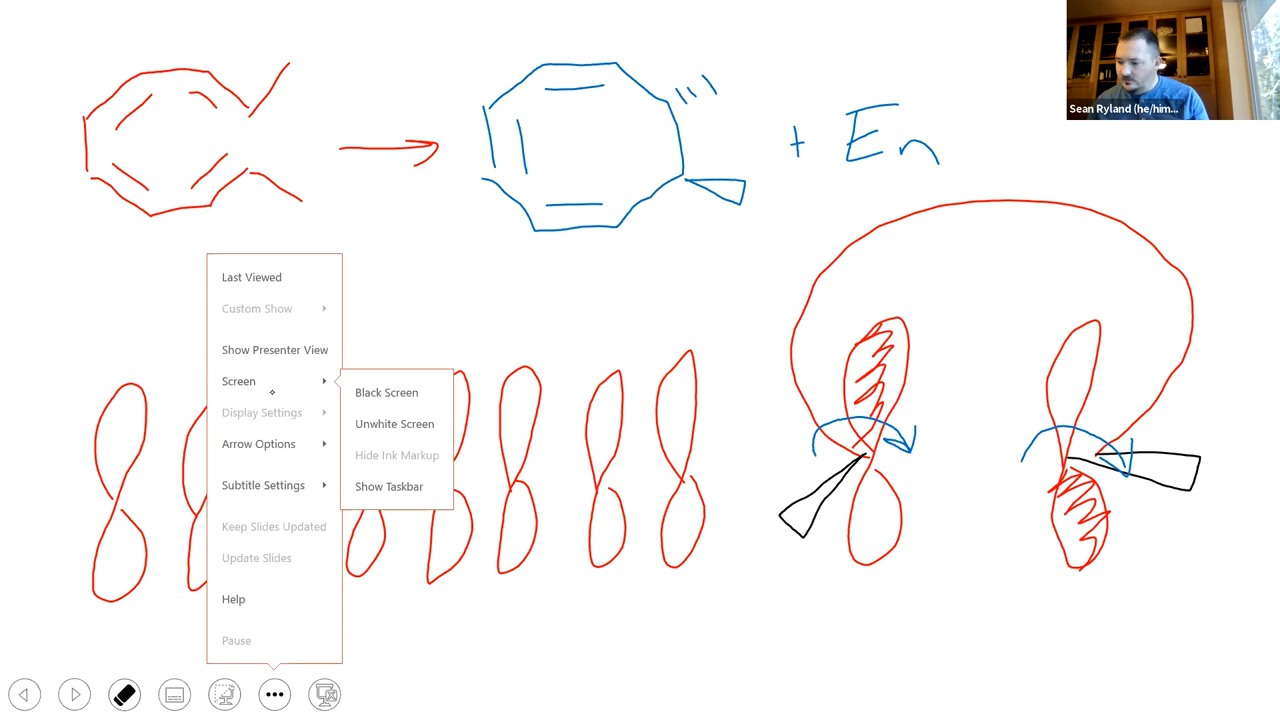 Sean Ryland (he/him...
+ En
Last Viewed
Custom Show
Show Presenter View
Screen
Display Settings
Arrow Options
Subtitle Settings
Keep Slides Updated
Update Slides
Help
Pause
Black Screen
Unwhite Screen
Hide Ink Markup
Show Taskbar